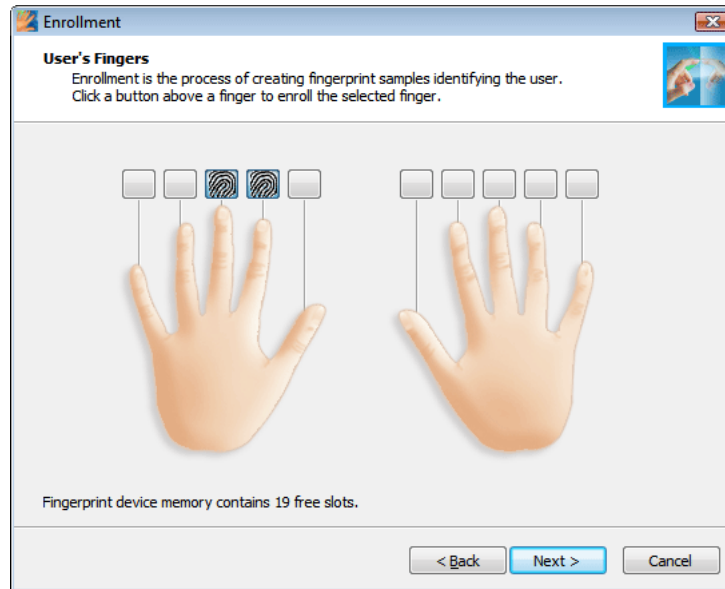 Enrollment
User's Fingers
Enrollment is the process of creating fingerprint samples identifying the user.
Click a button above a finger to enroll the selected finger.
Fingerprint device memory contains 19 free slots.
< Back
Next >
Cancel